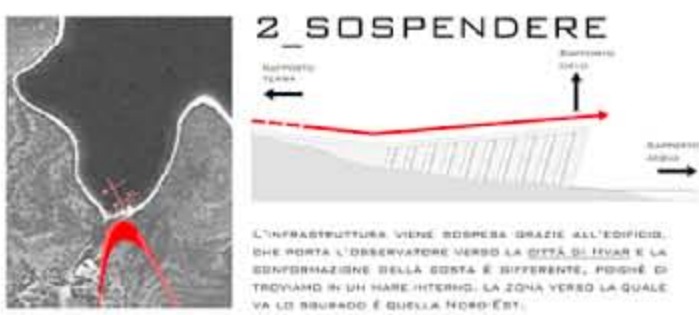 2_SOSPENDERE
RAPPORTO
CIELO
RAPPORTO
TERRA
RAPPORTO
ACQUA
L'INFRASTRUTTURA VIENE SOSPESA GRAZIE ALL'EDIFICIO,
CHE PORTA L'OSSERVATORE VERSO LA CITTÀ DI HVAR E LA
CONFORMAZIONE DELLA COSTA È DIFFERENTE, POICHÉ CI
TROVIAMO IN UN MARE INTERNO. LA ZONA VERSO LA QUALE
VA LO SGUARDO È QUELLA NORD-EST.